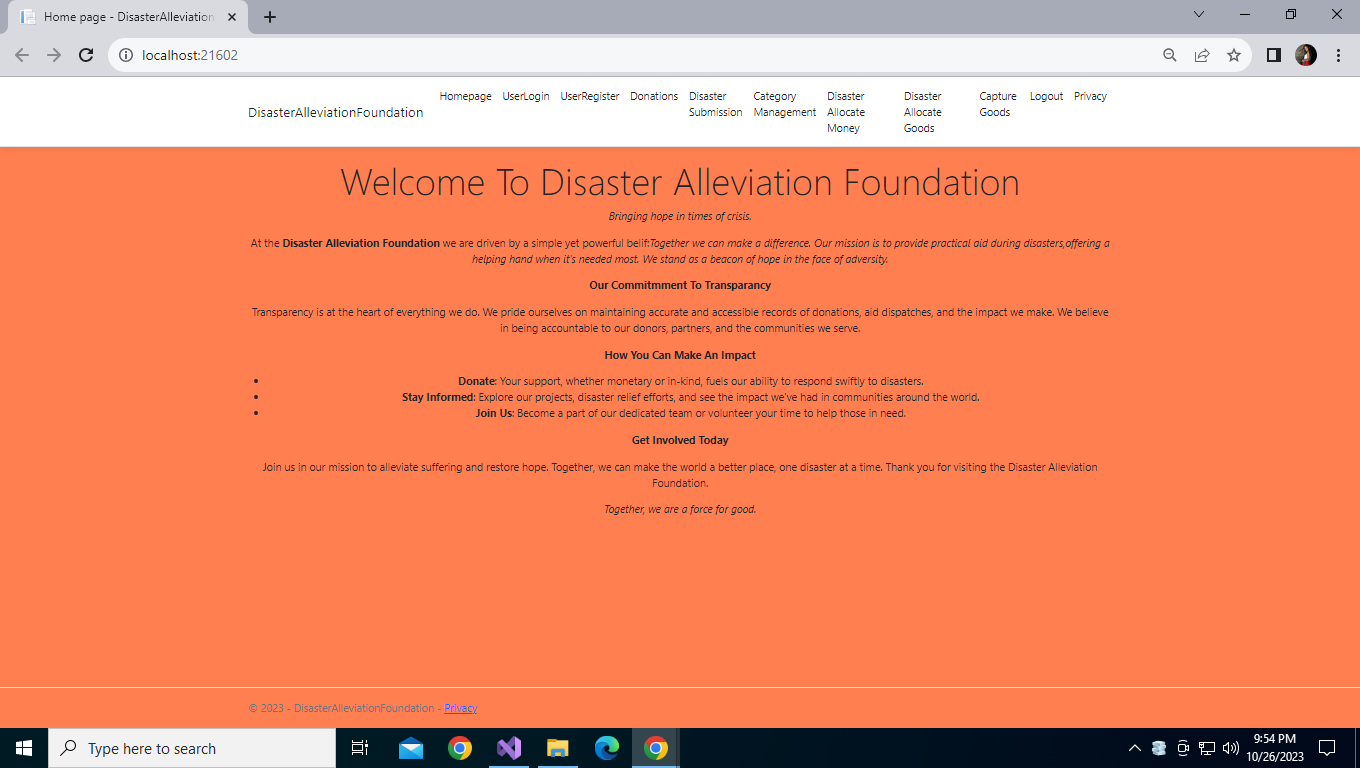 Home page - DisasterAlleviation
localhost:21602
DisasterAlleviationFoundation
Homepage
UserLogin
UserRegister
Donations
Disaster
Submission
Category
Management
Disaster
Allocate
Money
Disaster
Allocate
Goods
Capture
Goods
Logout
Privacy
Welcome To Disaster Alleviation Foundation
Bringing hope in times of crisis.
At the Disaster Alleviation Foundation we are driven by a simple yet powerful belif:Together we can make a difference. Our mission is to provide practical aid during disasters,offering a
helping hand when it's needed most. We stand as a beacon of hope in the face of adversity.
Our Commitmment To Transparancy
Transparency is at the heart of everything we do. We pride ourselves on maintaining accurate and accessible records of donations, aid dispatches, and the impact we make. We believe
in being accountable to our donors, partners, and the communities we serve.
How You Can Make An Impact
• Donate: Your support, whether monetary or in-kind, fuels our ability to respond swiftly to disasters.
• Stay Informed: Explore our projects, disaster relief efforts, and see the impact we've had in communities around the world.
• Join Us: Become a part of our dedicated team or volunteer your time to help those in need.
Get Involved Today
Join us in our mission to alleviate suffering and restore hope. Together, we can make the world a better place, one disaster at a time. Thank you for visiting the Disaster Alleviation
Foundation.
Together, we are a force for good.
© 2023 - DisasterAlleviationFoundation - Privacy
Type here to search
9:54 PM
10/26/2023